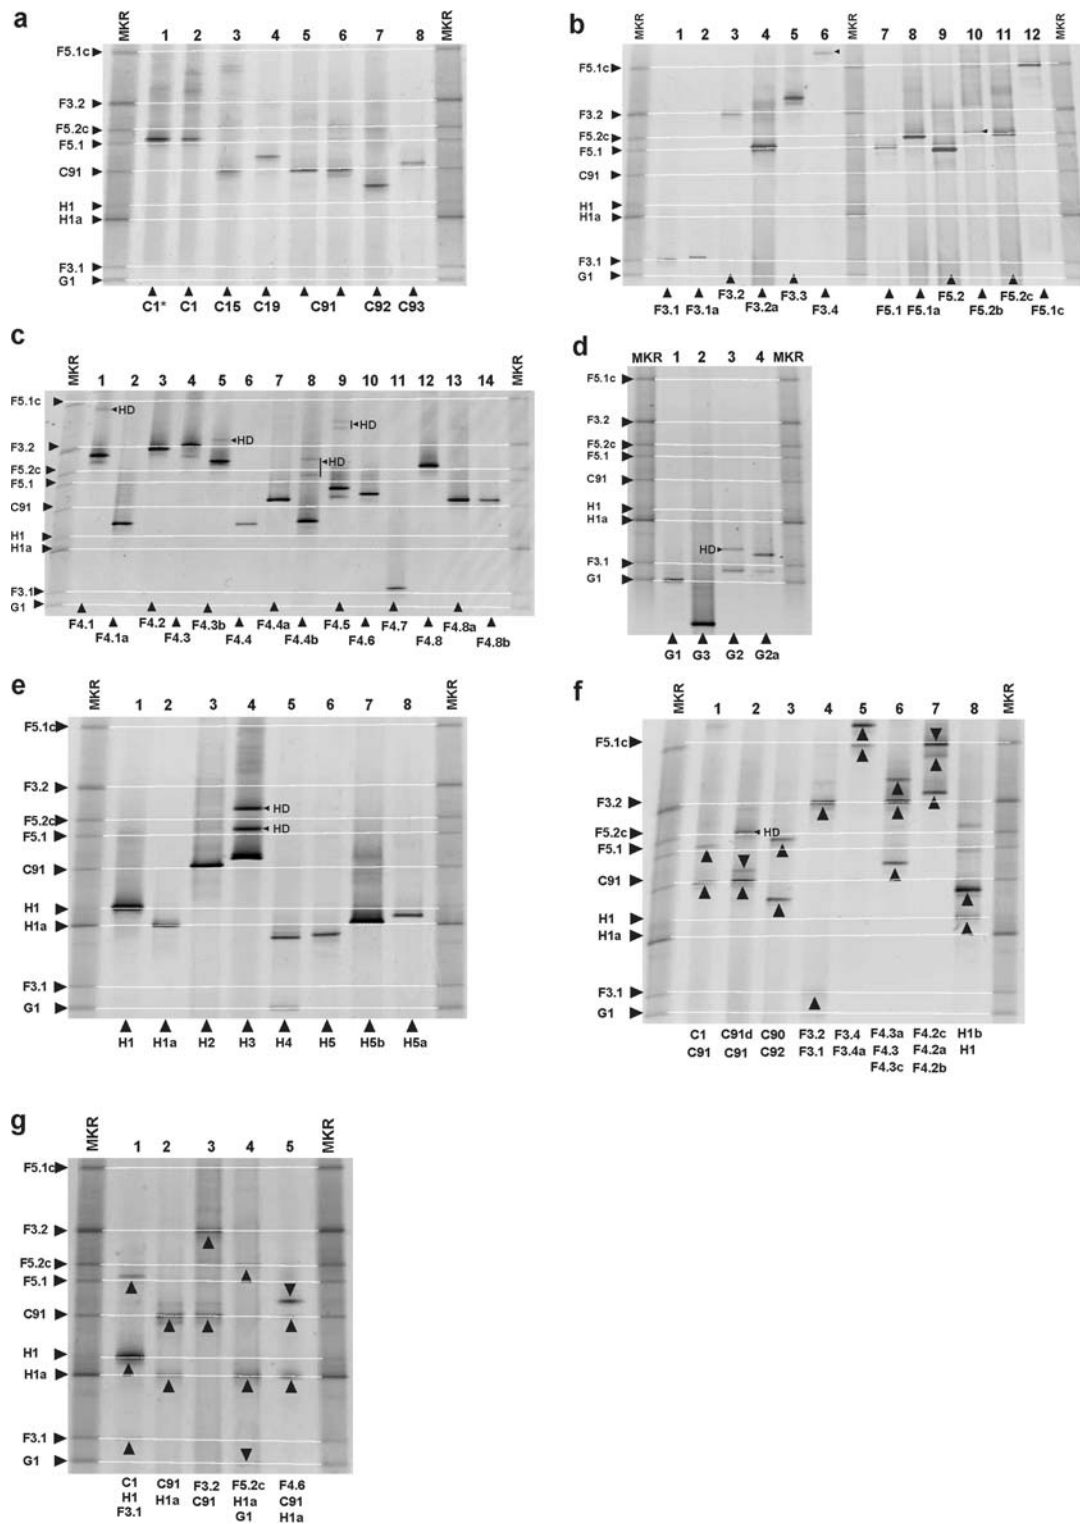 a
MKR 1 2 3 4 5 6 7 8 MKR
F5.1c
F3.2
F5.2c
F5.1
C91
H1
H1a
F3.1
G1
C1* C1 C15 C19 C91 C92 C93
b
MKR 1 2 3 4 5 6 MKR 7 8 9 10 11 12 MKR
F5.1c
F3.2
F5.2c
F5.1
C91
H1
H1a
F3.1
G1
F3.1 F3.1a F3.2 F3.2a F3.3 F3.4 F5.1 F5.1a F5.2 F5.2b F5.2c F5.1c
c
MKR 1 2 3 4 5 6 7 8 9 10 11 12 13 14 MKR
F5.1c
HD
HD
F3.2
HD
HD
F5.2c
F5.1
C91
H1
H1a
F3.1
G1
F4.1 F4.2 F4.3b F4.4a F4.5 F4.7 F4.8a
F4.1a F4.3 F4.4 F4.4b F4.6 F4.8 F4.8b
d
MKR 1 2 3 4 MKR
F5.1c
F3.2
F5.2c
F5.1
C91
H1
H1a
HD
F3.1
G1
G1 G3 G2 G2a
e
MKR 1 2 3 4 5 6 7 8 MKR
F5.1c
F3.2
HD
F5.2c
HD
F5.1
C91
H1
H1a
F3.1
G1
H1 H1a H2 H3 H4 H5 H5b H5a
f
MKR 1 2 3 4 5 6 7 8 MKR
F5.1c
F3.2
F5.2c
HD
F5.1
C91
H1
H1a
F3.1
G1
C1 C91d C90 F3.2 F3.4 F4.3a F4.2c H1b
C91 C91 C92 F3.1 F3.4a F4.3 F4.2a H1
F4.3c F4.2b
g
MKR 1 2 3 4 5 MKR
F5.1c
F3.2
F5.2c
F5.1
C91
H1
H1a
F3.1
G1
C1 C91 F3.2 F5.2c F4.6
H1 H1a C91 H1a C91
F3.1 G1 H1a